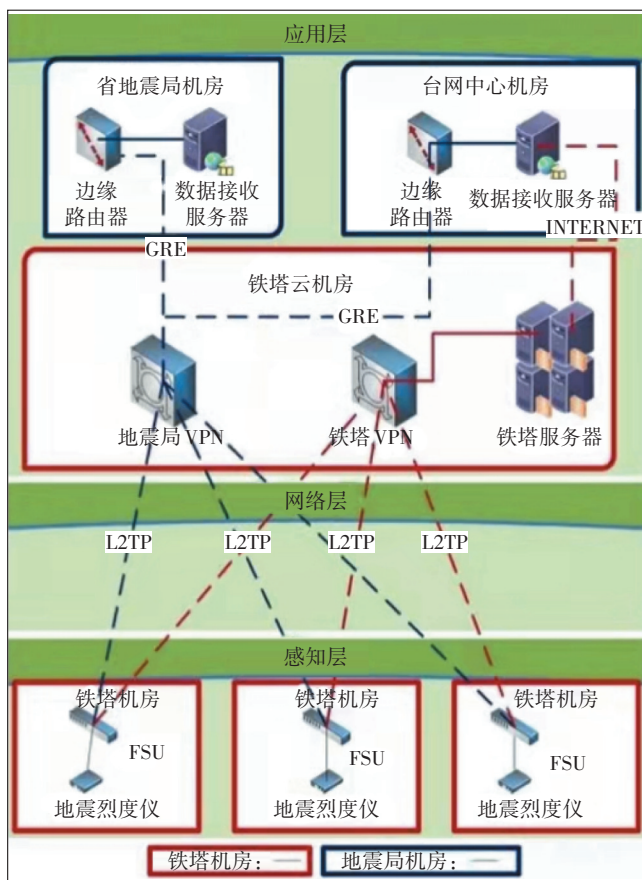 应用层
省地震局机房
台网中心机房
边缘
路由器
数据接收
服务器
边缘
路由器
数据接收服务器
INTERNET
GRE
铁塔云机房
GRE
地震局VPN
铁塔VPN
铁塔服务器
网络层
L2TP
L2TP
L2TP
L2TP
感知层
铁塔机房
铁塔机房
铁塔机房
FSU
FSU
FSU
地震烈度仪
地震烈度仪
地震烈度仪
铁塔机房:
地震局机房: